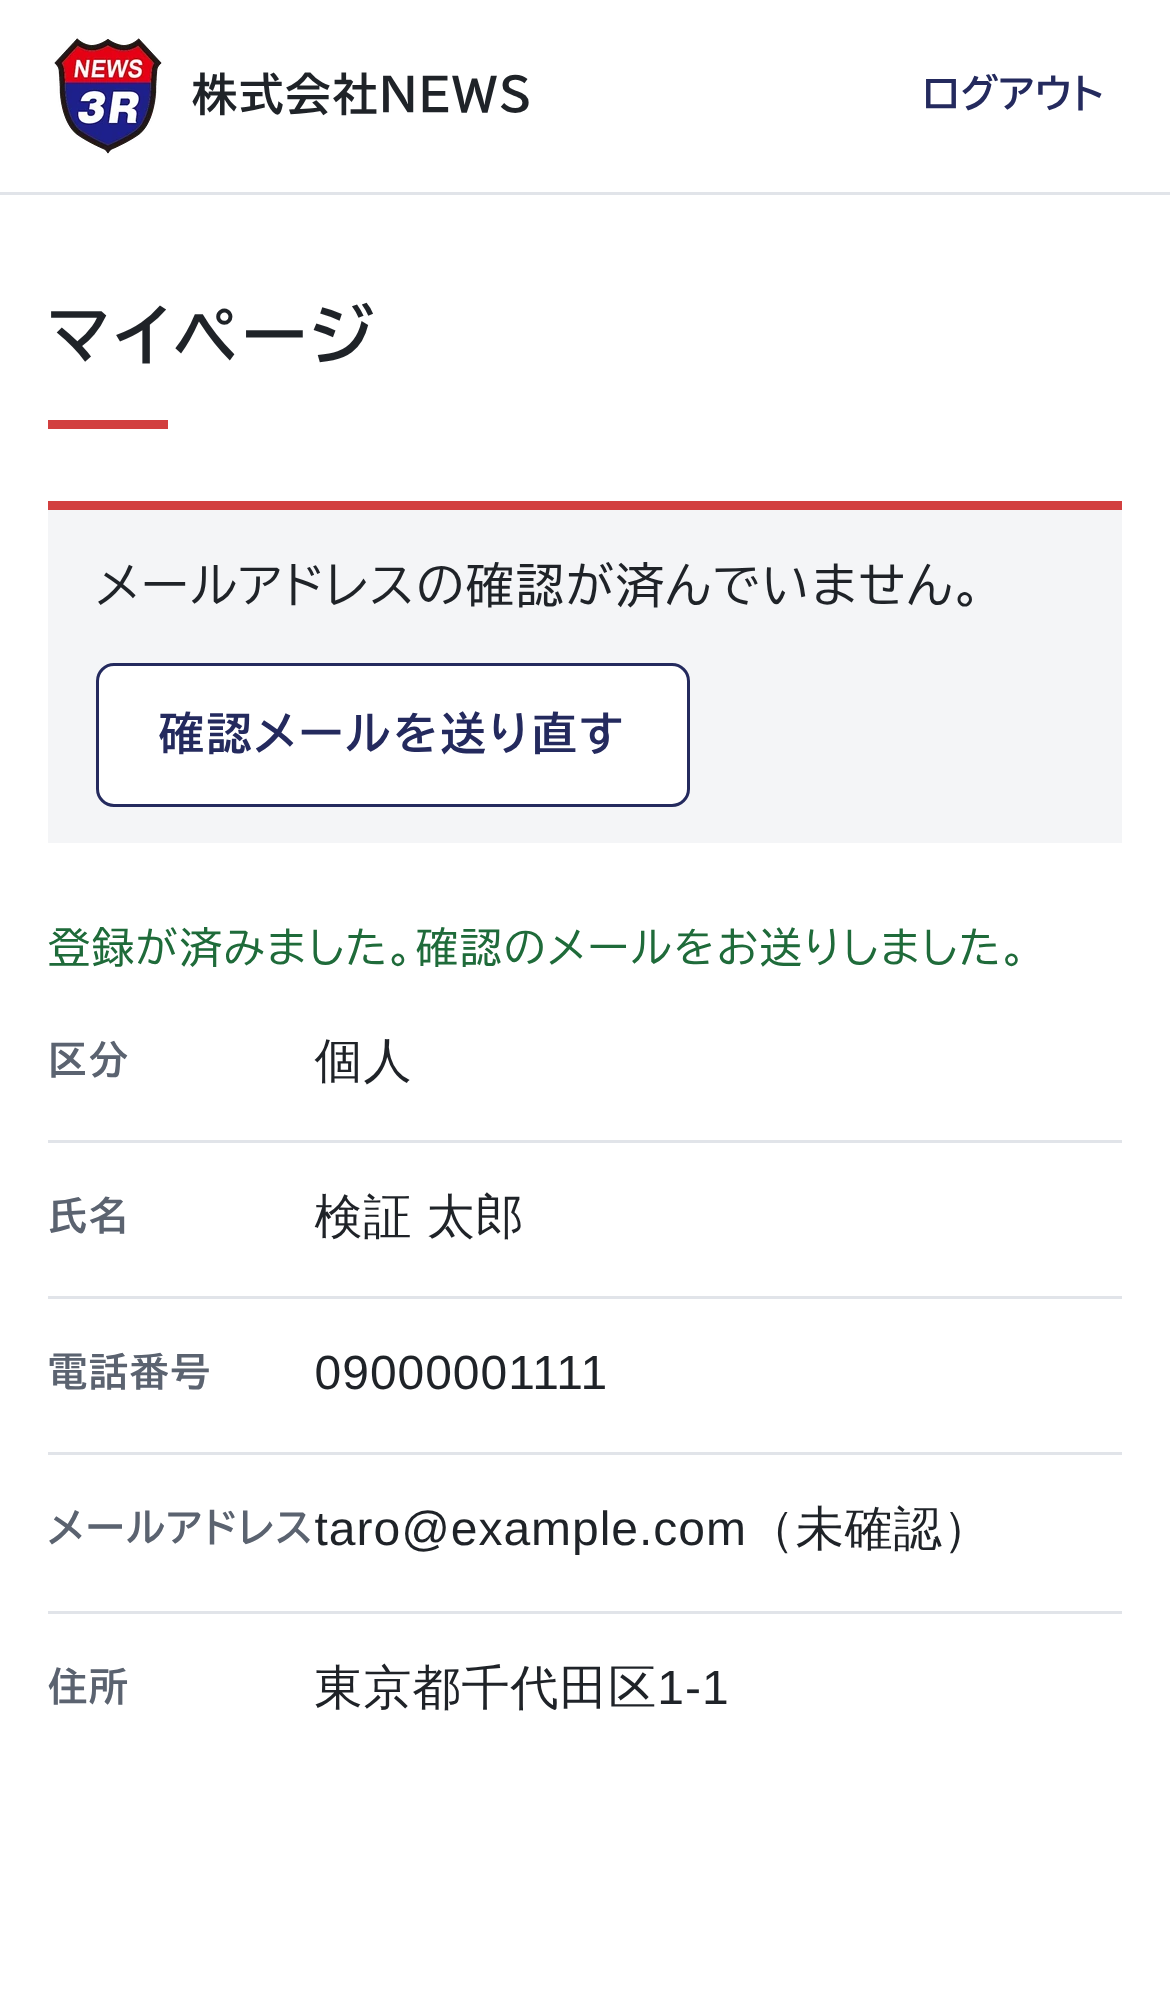 NEWS
3R
株式会社NEWS
ログアウト
マイページ
メールアドレスの確認が済んでいません。
確認メールを送り直す
登録が済みました。確認のメールをお送りしました。
区分 個人
氏名 検証 太郎
電話番号 09000001111
メールアドレス taro@example.com（未確認）
住所 東京都千代田区1-1